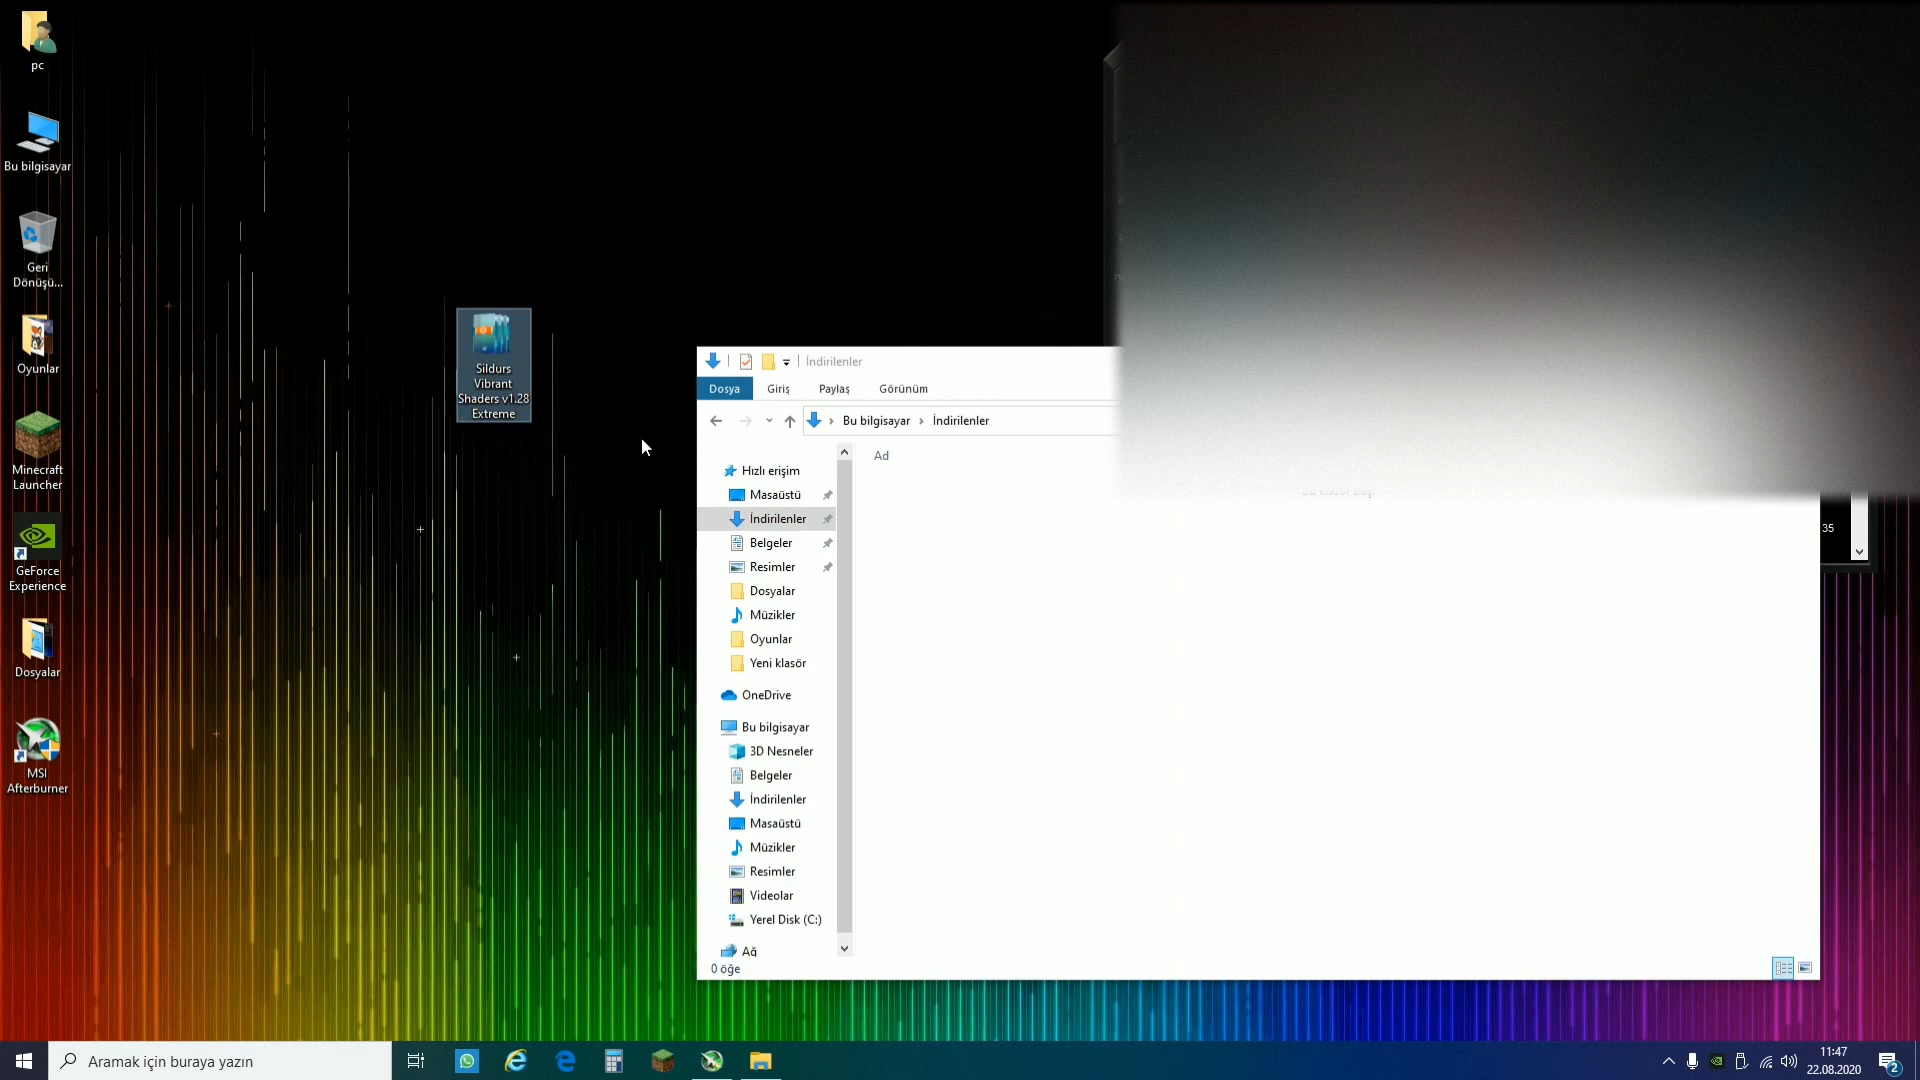 pc
Bu bilgisayar
Geri
Dönüşü...
Oyunlar
Minecraft
Launcher
GeForce
Experience
Dosyalar
MSI
Afterburner
Sildurs
Vibrant
Shaders v1.28
Extreme
İndirilenler
Dosya
Giriş
Paylaş
Görünüm
Bu bilgisayar › İndirilenler
Ad
Hızlı erişim
Masaüstü
İndirilenler
Belgeler
Resimler
Dosyalar
Müzikler
Oyunlar
Yeni klasör
OneDrive
Bu bilgisayar
3D Nesneler
Belgeler
İndirilenler
Masaüstü
Müzikler
Resimler
Videolar
Yerel Disk (C:)
Ağ
0 öğe
35
Aramak için buraya yazın
11:47
22.08.2020
2